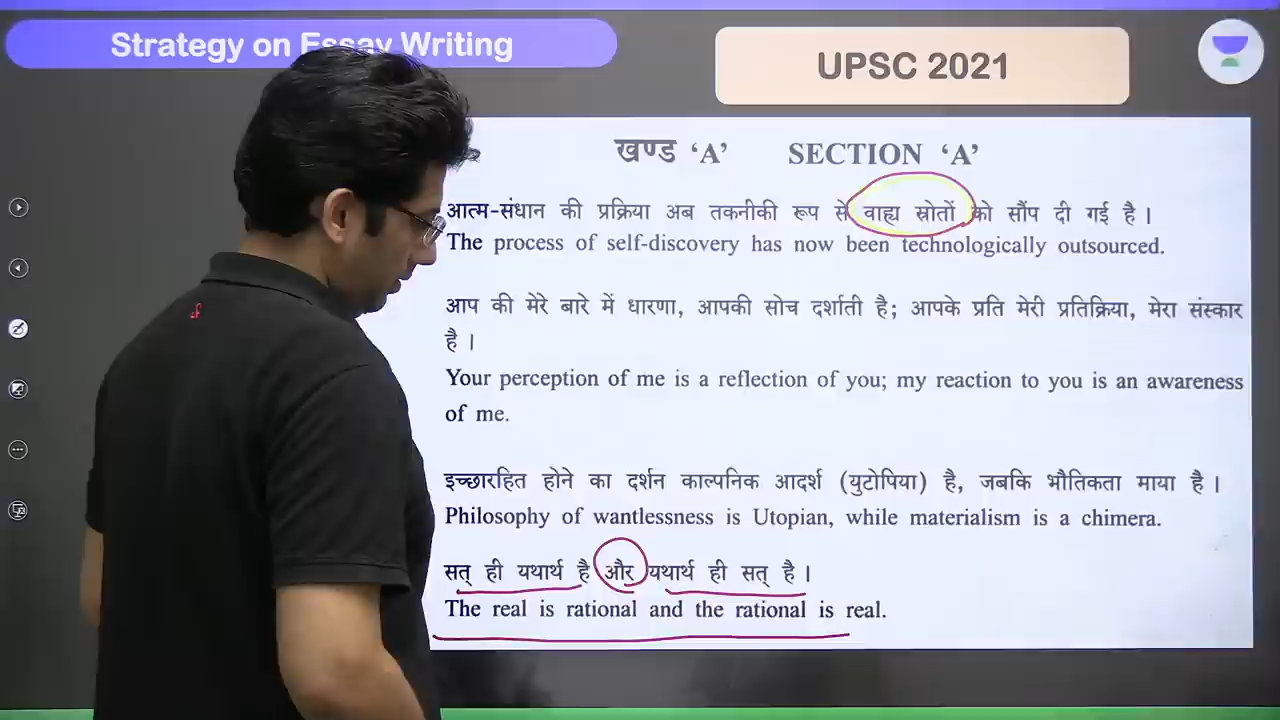 Strategy on Essay Writing
UPSC 2021
खण्ड ‘A’ SECTION ‘A’
आत्म-संधान की प्रक्रिया अब तकनीकी रूप से वाह्य स्रोतों को सौंप दी गई है।
The process of self-discovery has now been technologically outsourced.
आप की मेरे बारे में धारणा, आपकी सोच दर्शाती है; आपके प्रति मेरी प्रतिक्रिया, मेरा संस्कार
है।
Your perception of me is a reflection of you; my reaction to you is an awareness
of me.
इच्छारहित होने का दर्शन काल्पनिक आदर्श (युटोपिया) है, जबकि भौतिकता माया है।
Philosophy of wantlessness is Utopian, while materialism is a chimera.
सत् ही यथार्थ है और यथार्थ ही सत् है।
The real is rational and the rational is real.